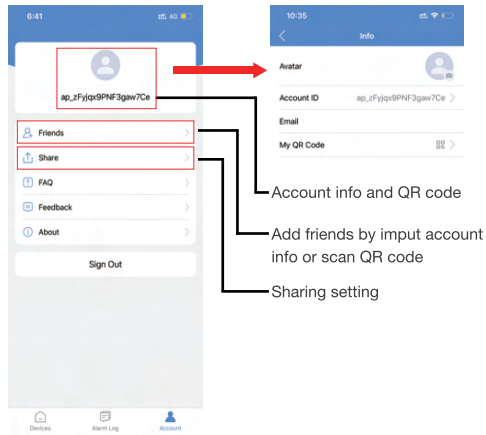 6:41
4G
ap_zFyjqx9PNF3gaw7Ce
Friends
Share
FAQ
Feedback
About
Sign Out
Devices
Alarm Log
Account
10:35
Info
Avatar
Account ID ap_zFyjqx9PNF3gaw7Ce
Email
My QR Code
Account info and QR code
Add friends by imput account
info or scan QR code
Sharing setting